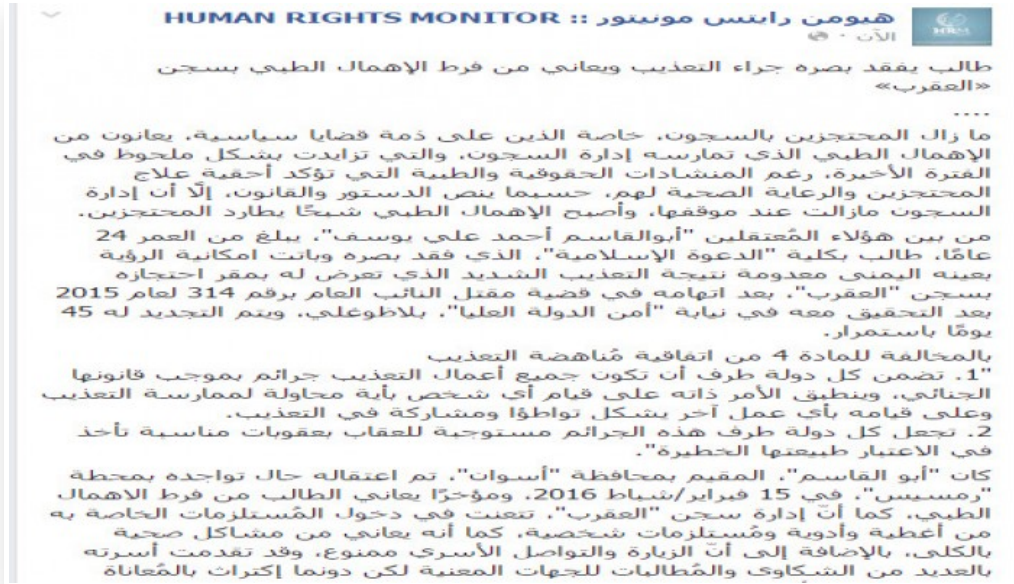 هيومن رايتس مونيتور :: HUMAN RIGHTS MONITOR
الآن ·
HRM
طالب يفقد بصره جراء التعذيب ويعاني من فرط الإهمال الطبي بسجن
«العقرب»
....
ما زال المحتجزين بالسجون، خاصة الذين على ذمة قضايا سياسية، يعانون من
الإهمال الطبي الذي تمارسه إدارة السجون، والتي تزايدت بشكل ملحوظ في
الفترة الأخيرة، رغم المنشادات الحقوقية والطبية التي تؤكد أحقية علاج
المحتجزين والرعاية الصحية لهم، حسبما ينص الدستور والقانون، إلّا أن إدارة
السجون مازالت عند موقفها، وأصبح الإهمال الطبي شبحًا يطارد المحتجزين.
من بين هؤلاء المُعتقلين "أبوالقاسم أحمد علي يوسف"، يبلغ من العمر 24
عامًا، طالب بكلية "الدعوة الإسلامية"، الذي فقد بصره وباتت امكانية الرؤية
بعينه اليمنى معدومة نتيجة التعذيب الشديد الذي تعرض له بمقر احتجازه
بسجن "العقرب"، بعد اتهامه في قضية مقتل النائب العام برقم 314 لعام 2015
بعد التحقيق معه في نيابة "أمن الدولة العليا"، بلاظوغلي، ويتم التجديد له 45
يومًا باستمرار.
بالمخالفة للمادة 4 من اتفاقية مُناهضة التعذيب
"1. تضمن كل دولة طرف أن تكون جميع أعمال التعذيب جرائم بموجب قانونها
الجنائي، وينطبق الأمر ذاته على قيام أي شخص بأية محاولة لممارسة التعذيب
وعلى قيامه بأي عمل آخر يشكل تواطؤا ومشاركة في التعذيب.
2. تجعل كل دولة طرف هذه الجرائم مستوجبة للعقاب بعقوبات مناسبة تأخذ
في الاعتبار طبيعتها الخطيرة".
كان "أبو القاسم"، المقيم بمحافظة "أسوان"، تم اعتقاله حال تواجده بمحطة
"رمسيس"، في 15 فبراير/شباط 2016، ومؤخرًا يعاني الطالب من فرط الاهمال
الطبي، كما أنّ إدارة سجن "العقرب"، تتعنت في دخول المُستلزمات الخاصة به
من أغطية وأدوية ومُستلزمات شخصية، كما أنه يعاني من مشاكل صحية
بالكلى، بالإضافة إلى أنّ الزيارة والتواصل الأسري ممنوع، وقد تقدمت أسرته
بالعديد من الشكاوى والمُطالبات للجهات المعنية لكن دونما إكتراث بالمُعاناة